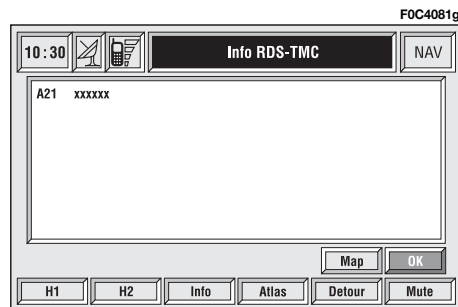 F0C4081g
10:30 Info RDS-TMC NAV
A21 xxxxxx
Map OK
H1 H2 Info Atlas Detour Mute